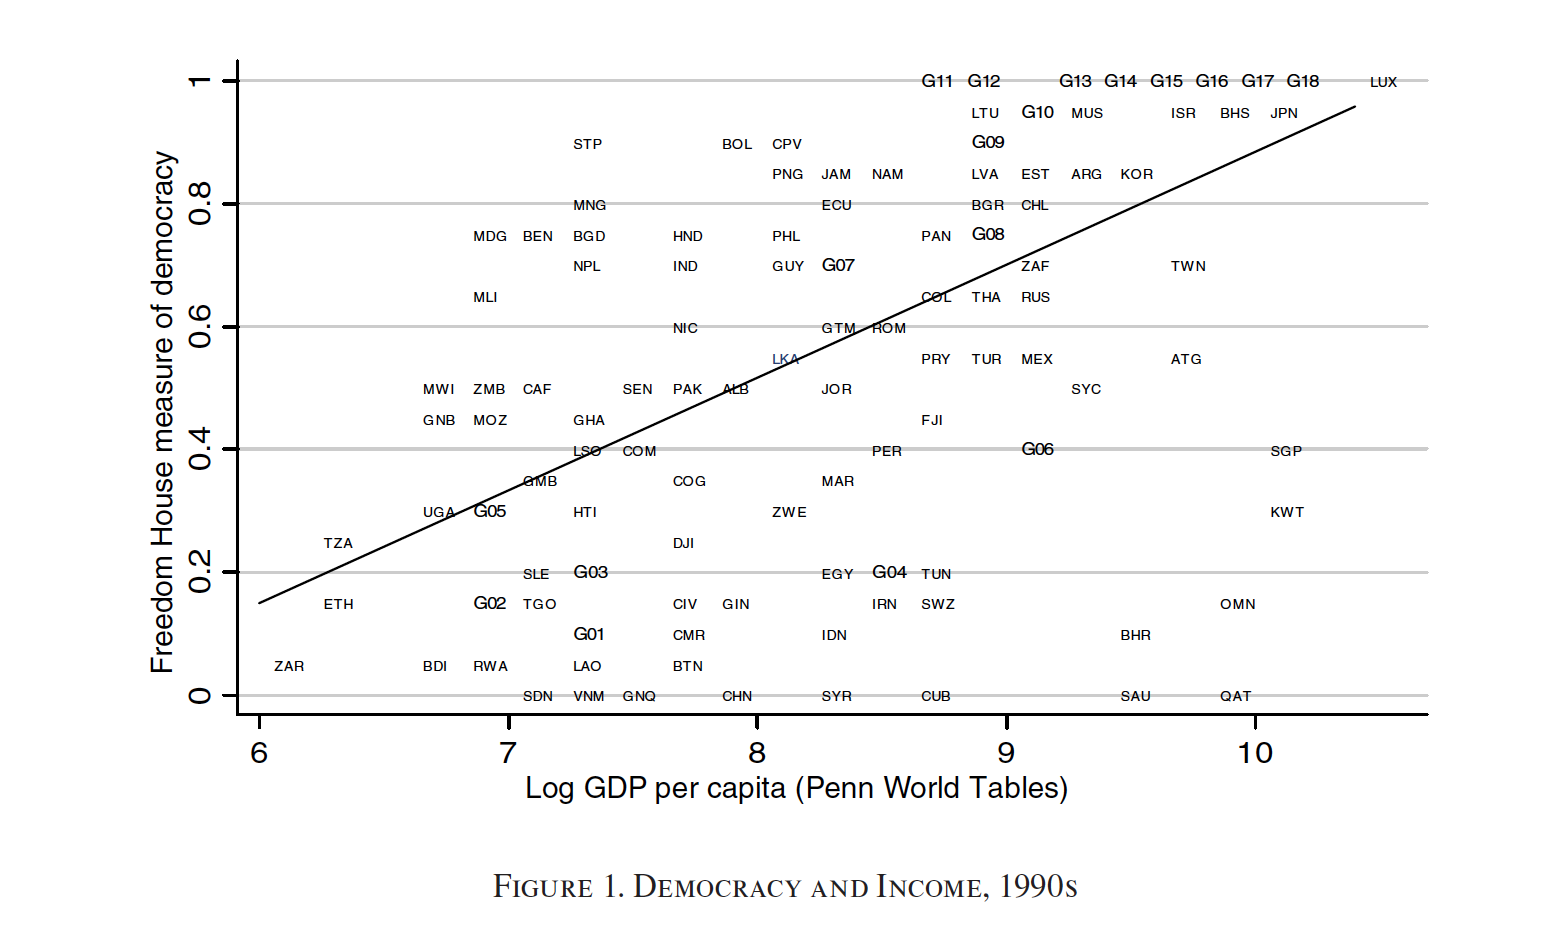 Freedom House measure of democracy
1
G11 G12 G13 G14 G15 G16 G17 G18 LUX
LTU G10 MUS ISR BHS JPN
STP BOL CPV G09
PNG JAM NAM LVA EST ARG KOR
0.8
MNG ECU BGR CHL
MDG BEN BGD HND PHL PAN G08
NPL IND GUY G07 ZAF TWN
MLI COL THA RUS
0.6
NIC GTM ROM
LKA PRY TUR MEX ATG
MWI ZMB CAF SEN PAK ALB JOR SYC
GNB MOZ GHA FJI
0.4
LSO COM PER G06 SGP
GMB COG MAR
UGA G05 HTI ZWE KWT
TZA DJI
0.2
SLE G03 EGY G04 TUN
ETH G02 TGO CIV GIN IRN SWZ OMN
G01 CMR IDN BHR
ZAR BDI RWA LAO BTN
0
SDN VNM GNQ CHN SYR CUB SAU QAT
6 7 8 9 10
Log GDP per capita (Penn World Tables)
Figure 1. Democracy and Income, 1990s